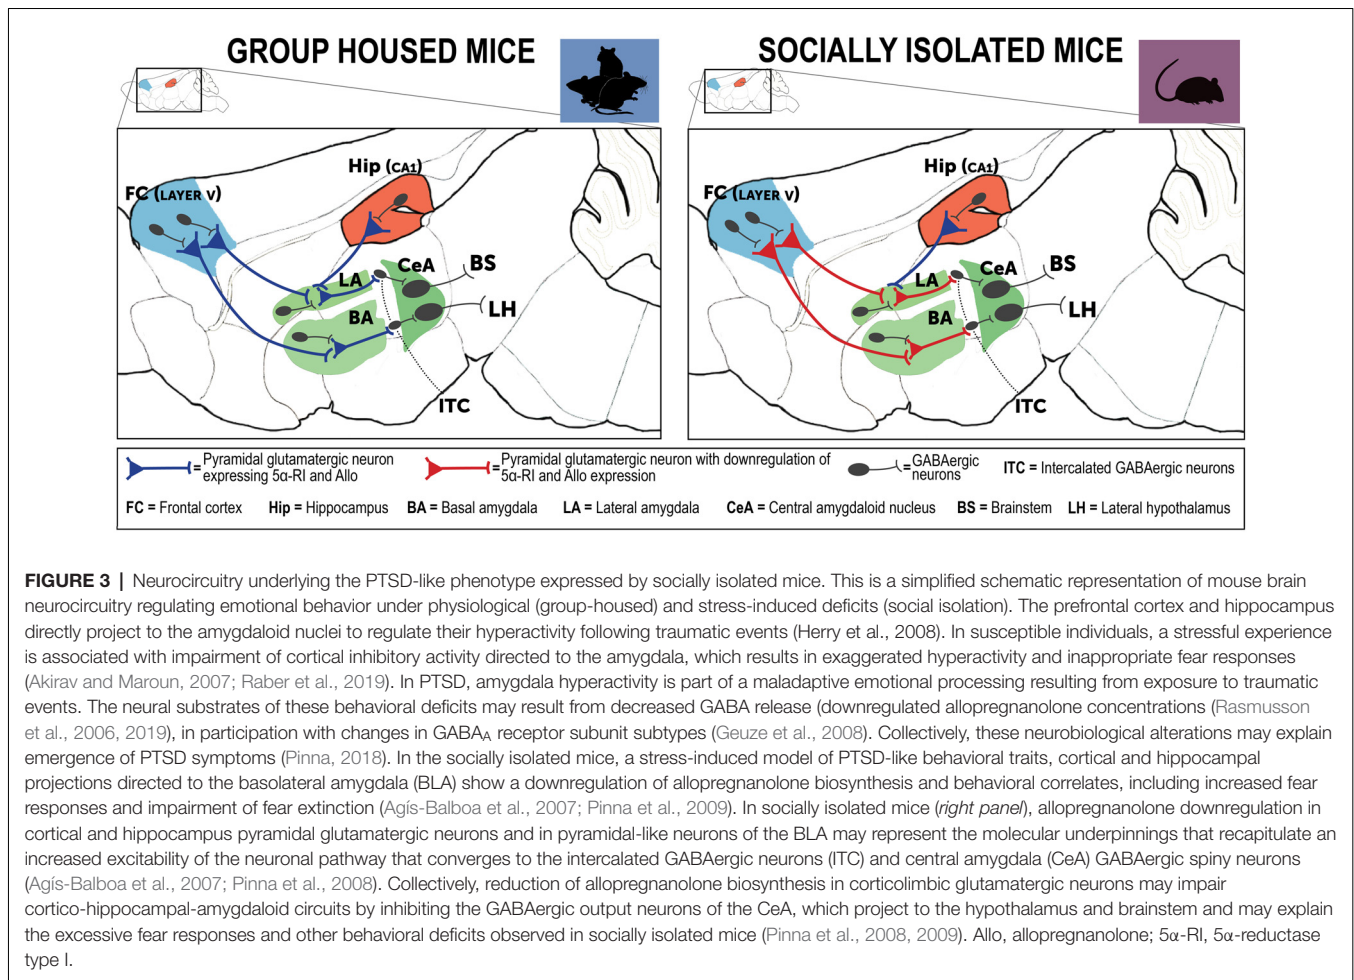 GROUP HOUSED MICE
SOCIALLY ISOLATED MICE
Hip (CA1)
FC (LAYER V)
LA
CeA
BS
BA
LH
ITC
Hip (CA1)
FC (LAYER V)
LA
CeA
BS
BA
LH
ITC
=Pyramidal glutamatergic neuron
expressing 5α-RI and Allo
=Pyramidal glutamatergic neuron with downregulation of
5α-RI and Allo expression
=GABAergic
neurons
ITC = Intercalated GABAergic neurons
FC = Frontal cortex
Hip = Hippocampus
BA = Basal amygdala
LA = Lateral amygdala
CeA = Central amygdaloid nucleus
BS = Brainstem
LH = Lateral hypothalamus
FIGURE 3 | Neurocircuitry underlying the PTSD-like phenotype expressed by socially isolated mice. This is a simplified schematic representation of mouse brain
neurocircuitry regulating emotional behavior under physiological (group-housed) and stress-induced deficits (social isolation). The prefrontal cortex and hippocampus
directly project to the amygdaloid nuclei to regulate their hyperactivity following traumatic events (Herry et al., 2008). In susceptible individuals, a stressful experience
is associated with impairment of cortical inhibitory activity directed to the amygdala, which results in exaggerated hyperactivity and inappropriate fear responses
(Akirav and Maroun, 2007; Raber et al., 2019). In PTSD, amygdala hyperactivity is part of a maladaptive emotional processing resulting from exposure to traumatic
events. The neural substrates of these behavioral deficits may result from decreased GABA release (downregulated allopregnanolone concentrations (Rasmusson
et al., 2006, 2019), in participation with changes in GABAA receptor subunit subtypes (Geuze et al., 2008). Collectively, these neurobiological alterations may explain
emergence of PTSD symptoms (Pinna, 2018). In the socially isolated mice, a stress-induced model of PTSD-like behavioral traits, cortical and hippocampal
projections directed to the basolateral amygdala (BLA) show a downregulation of allopregnanolone biosynthesis and behavioral correlates, including increased fear
responses and impairment of fear extinction (Agís-Balboa et al., 2007; Pinna et al., 2009). In socially isolated mice (right panel), allopregnanolone downregulation in
cortical and hippocampus pyramidal glutamatergic neurons and in pyramidal-like neurons of the BLA may represent the molecular underpinnings that recapitulate an
increased excitability of the neuronal pathway that converges to the intercalated GABAergic neurons (ITC) and central amygdala (CeA) GABAergic spiny neurons
(Agís-Balboa et al., 2007; Pinna et al., 2008). Collectively, reduction of allopregnanolone biosynthesis in corticolimbic glutamatergic neurons may impair
cortico-hippocampal-amygdaloid circuits by inhibiting the GABAergic output neurons of the CeA, which project to the hypothalamus and brainstem and may explain
the excessive fear responses and other behavioral deficits observed in socially isolated mice (Pinna et al., 2008, 2009). Allo, allopregnanolone; 5α-RI, 5α-reductase
type I.